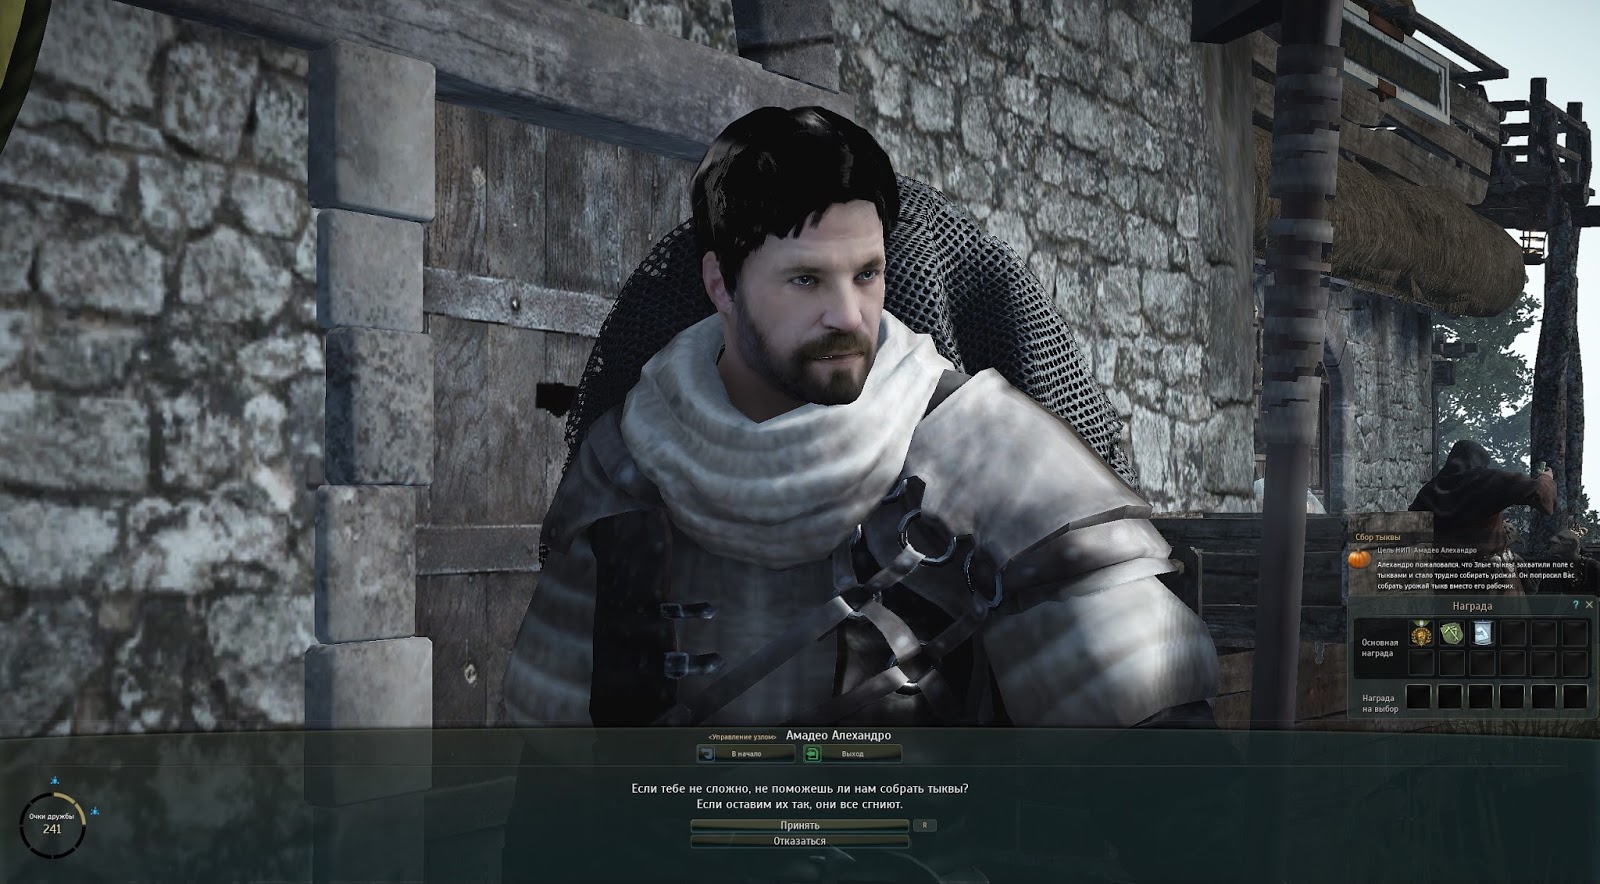 Сбор тыквы
Цель НИП: Амадео Алехандро
Алехандро пожаловался, что Злые тыквы захватили поле с
тыквами и стало трудно собирать урожай. Он попросил Вас
собрать урожай тыкв вместо его рабочих.
Награда
? ×
Основная
награда
Награда
на выбор
<Управление узлом> Амадео Алехандро
В начало
Выход
Очки дружбы
241
Если тебе не сложно, не поможешь ли нам собрать тыквы?
Если оставим их так, они все сгниют.
Принять
R
Отказаться